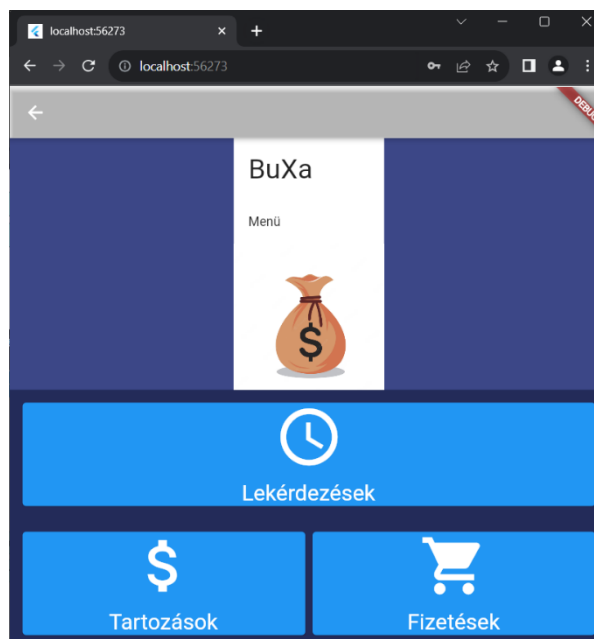 localhost:56273
localhost:56273
DEBUG
BuXa
Menü
$
Lekérdezések
$
Tartozások
Fizetések